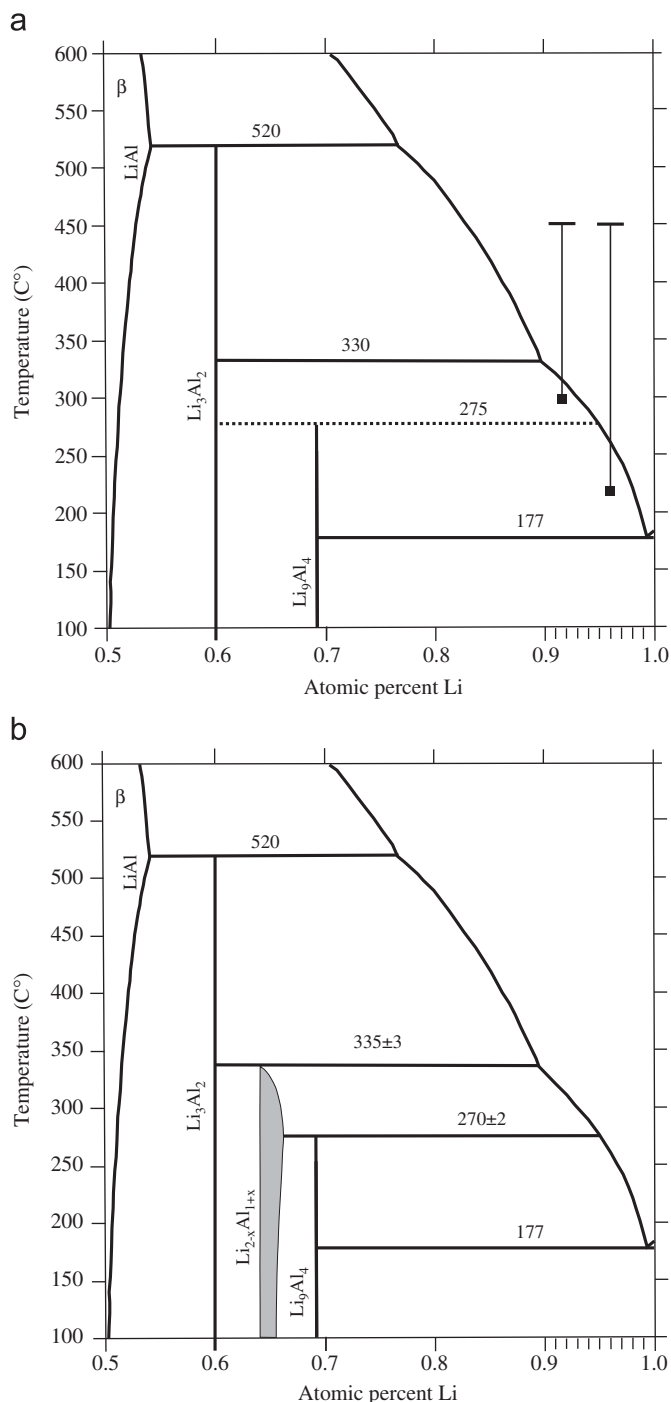 a
600
β
550
520
LiAl
500
450
Temperature (C°)
400
350
330
Li3Al2
300
275
250
200
177
Li9Al4
150
100
0.5 0.6 0.7 0.8 0.9 1.0
Atomic percent Li
b
600
β
550
520
LiAl
500
450
Temperature (C°)
400
350
335±3
Li3Al2
300
270±2
250
Li2-xAl1+x
200
177
Li9Al4
150
100
0.5 0.6 0.7 0.8 0.9 1.0
Atomic percent Li